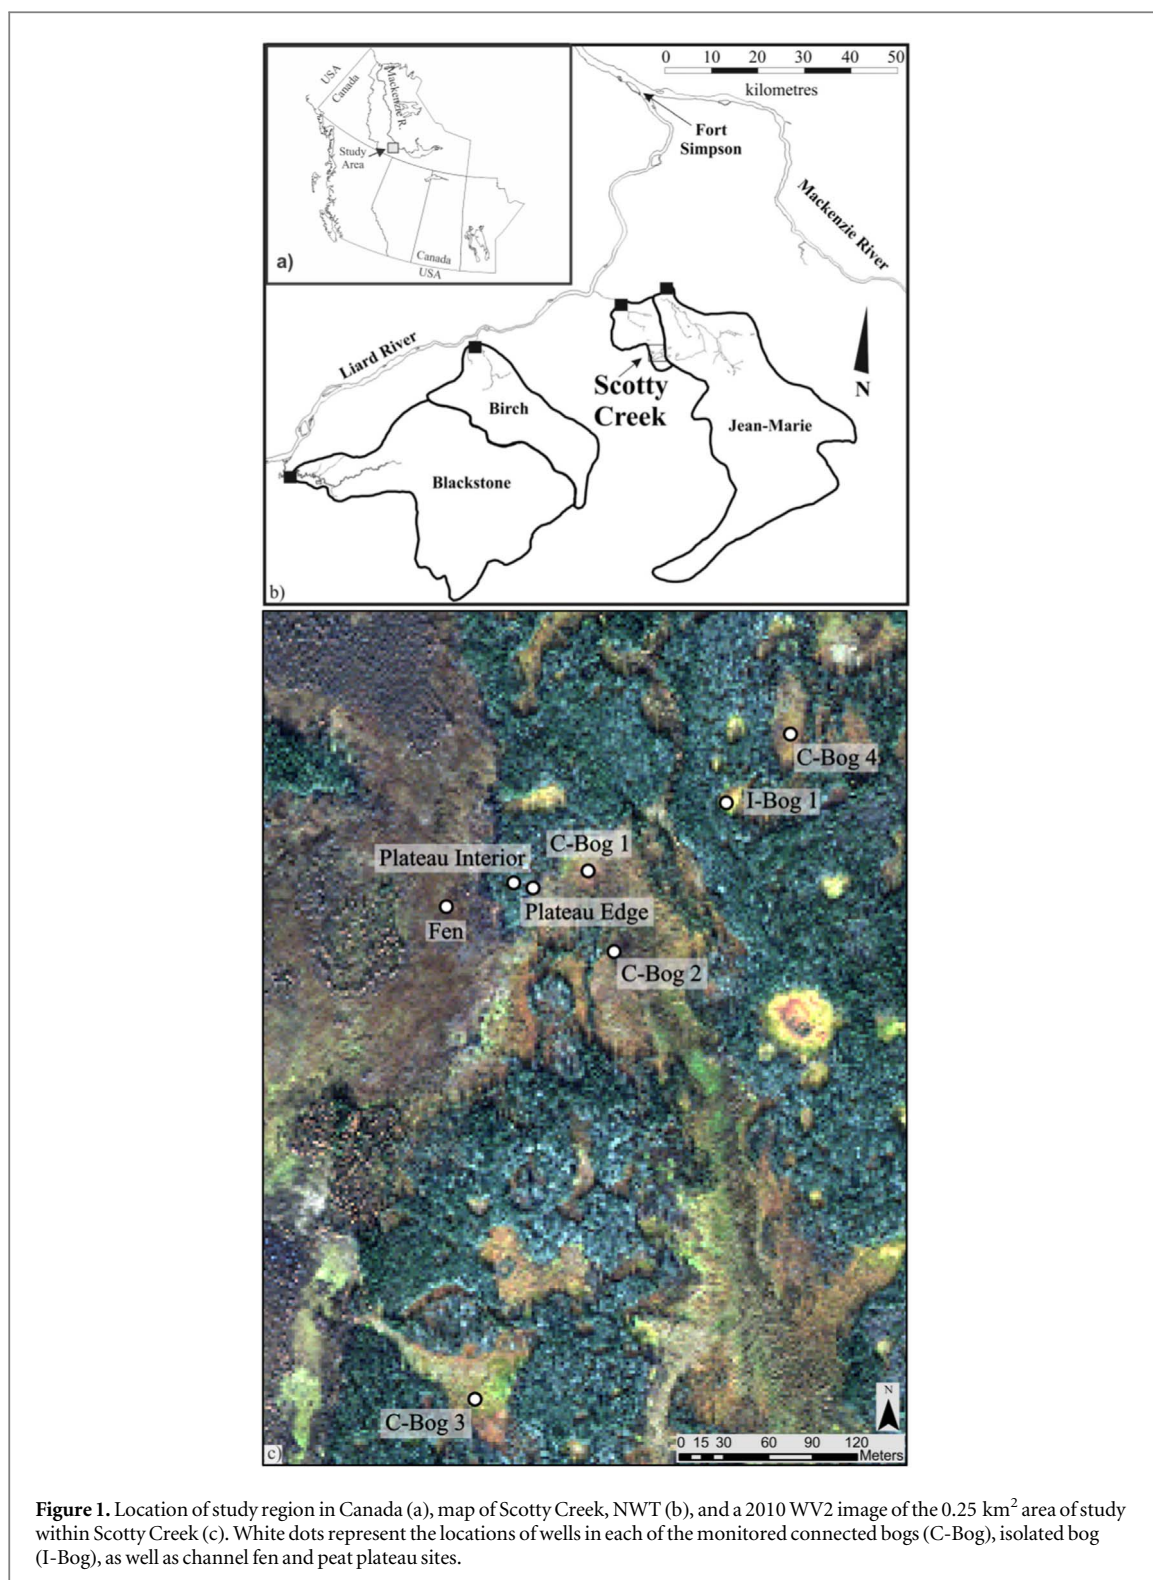 0 10 20 30 40 50
kilometres
USA
Canada
Mackenzie R.
Study
Area
Canada
USA
a)
Fort
Simpson
Mackenzie River
Liard River
N
Scotty
Creek
Birch
Jean-Marie
Blackstone
b)
C-Bog 4
I-Bog 1
C-Bog 1
Plateau Interior
Plateau Edge
Fen
C-Bog 2
C-Bog 3
N
0 15 30 60 90 120
Meters
c)
Figure 1. Location of study region in Canada (a), map of Scotty Creek, NWT (b), and a 2010 WV2 image of the 0.25 km² area of study
within Scotty Creek (c). White dots represent the locations of wells in each of the monitored connected bogs (C-Bog), isolated bog
(I-Bog), as well as channel fen and peat plateau sites.